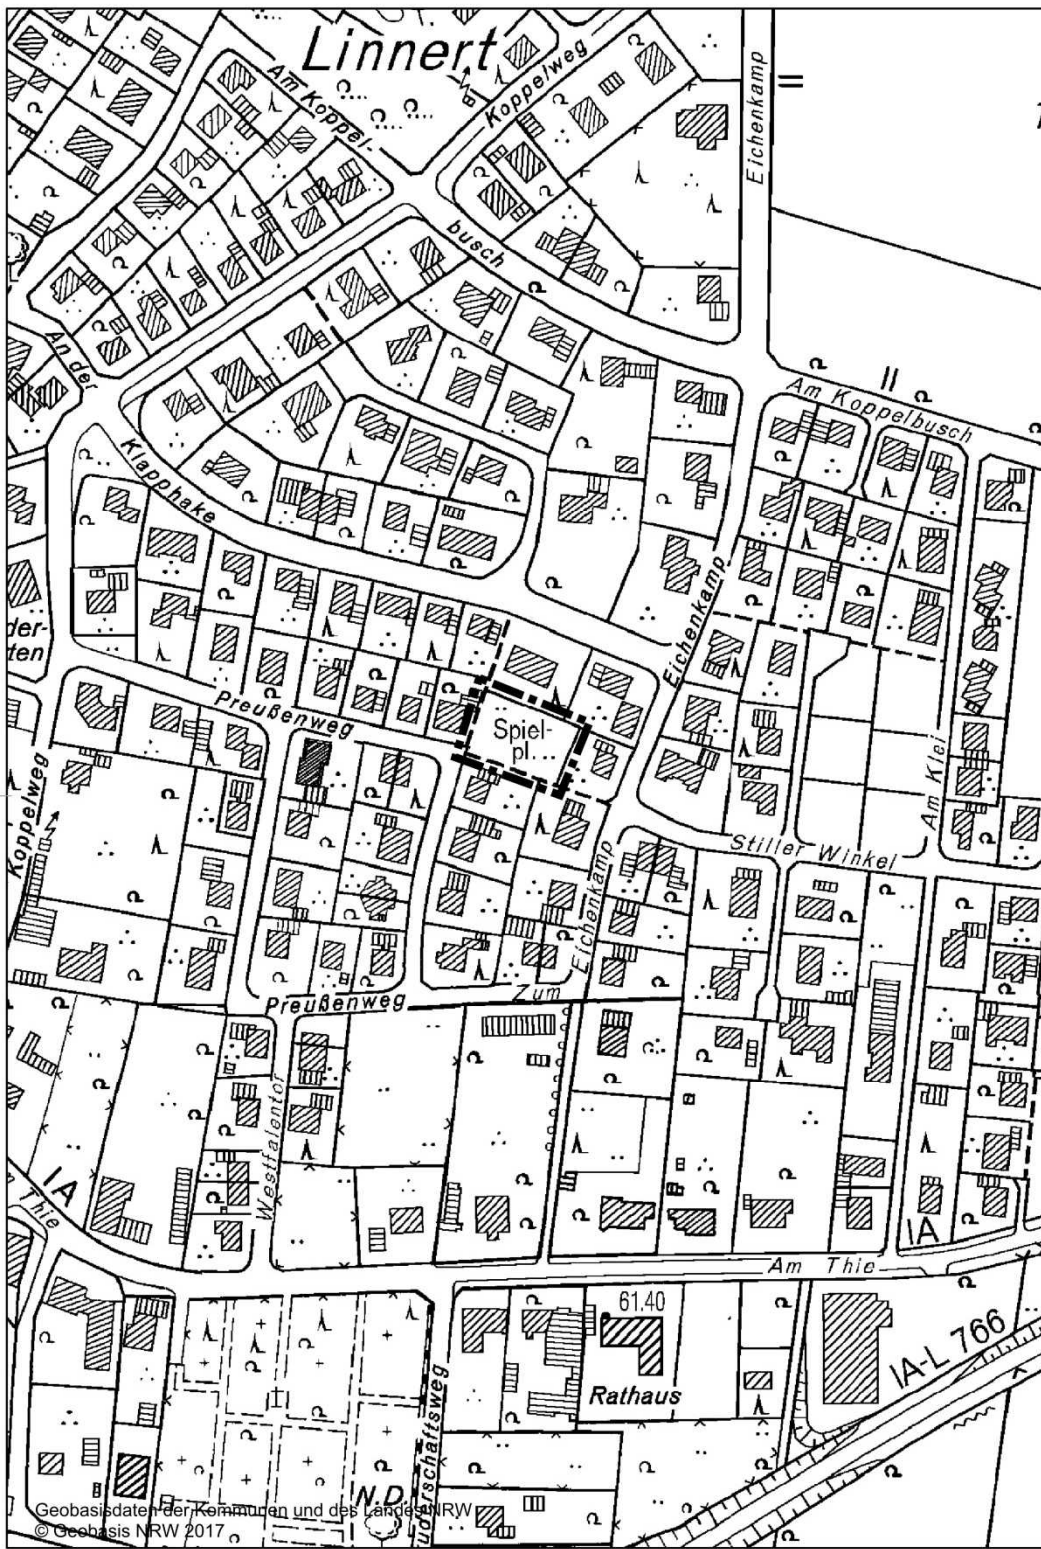 Linnert
Koppelweg
Am Koppel-
busch
Eichenkamp
An der
Am Koppelbusch
Klapphake
der-
ten
Eichenkamp
Preußenweg
Spiel-
pl.
Am Klei
Koppelweg
Stiller Winkel
Eichenkamp
Zum
Preußenweg
Westfalentor
IA
Thie
IA
Am Thie
61.40
IA-L 766
Rathaus
uderschaftsweg
N.D.
Geobasisdaten der Kommunen und des Landes NRW
© Geobasis NRW 2017